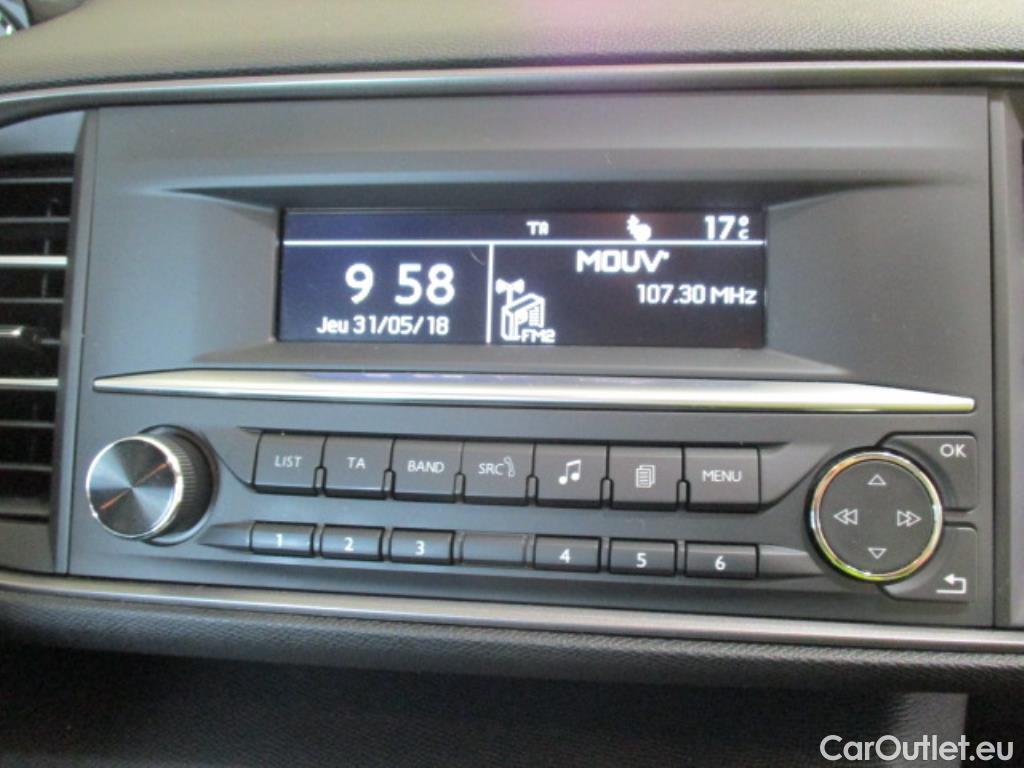 TA 17°C
MOUV'
9 58
107.30 MHz
Jeu 31/05/18
FM2
LIST TA BAND SRC MENU OK
1 2 3 4 5 6
CarOutlet.eu